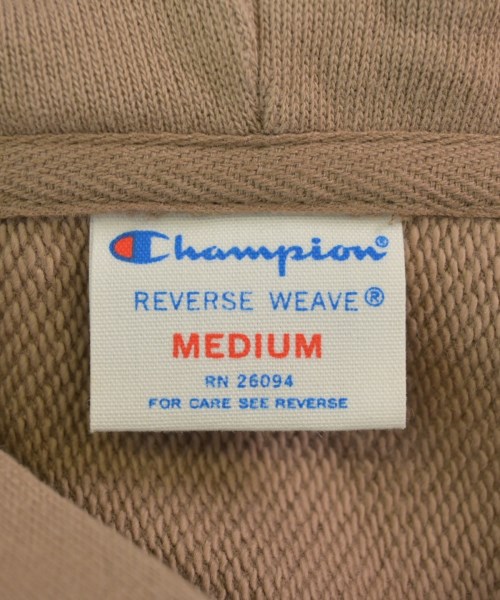 Champion®
REVERSE WEAVE®
MEDIUM
RN 26094
FOR CARE SEE REVERSE